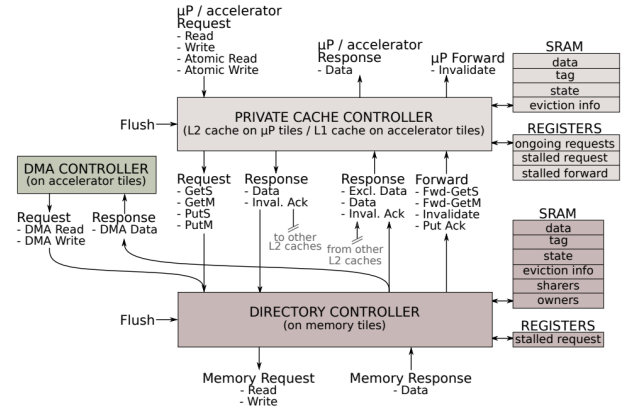 μP / accelerator
Request
- Read
- Write
- Atomic Read
- Atomic Write
μP / accelerator
Response
- Data
μP Forward
- Invalidate
SRAM
data
tag
state
eviction info
Flush
PRIVATE CACHE CONTROLLER
(L2 cache on μP tiles / L1 cache on accelerator tiles)
REGISTERS
ongoing requests
stalled request
stalled forward
DMA CONTROLLER
(on accelerator tiles)
Request
- DMA Read
- DMA Write
Response
- DMA Data
Request
- GetS
- GetM
- PutS
- PutM
Response
- Data
- Inval. Ack
to other
L2 caches
Response
- Excl. Data
- Data
- Inval. Ack
from other
L2 caches
Forward
- Fwd-GetS
- Fwd-GetM
- Invalidate
- Put Ack
SRAM
data
tag
state
eviction info
sharers
owners
Flush
DIRECTORY CONTROLLER
(on memory tiles)
REGISTERS
stalled request
Memory Request
- Read
- Write
Memory Response
- Data